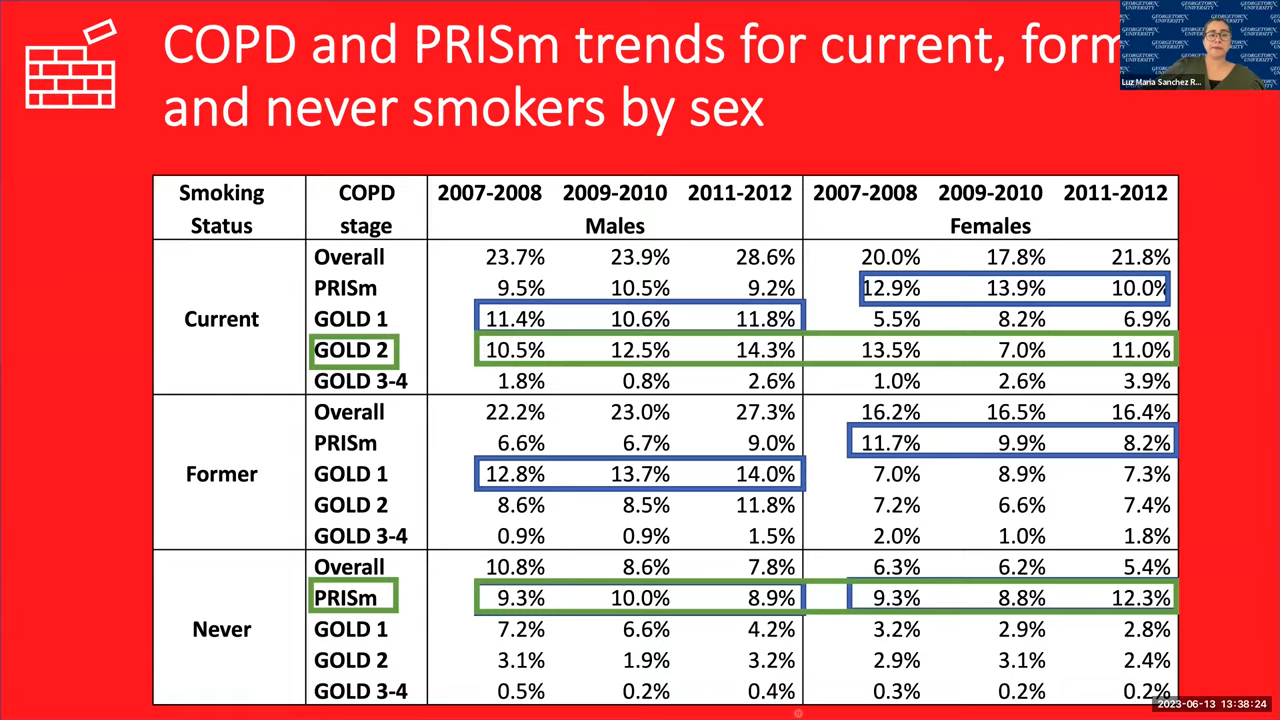 COPD and PRISm trends for current, form
and never smokers by sex
GEORGETOWN UNIVERSITY
Luz Maria Sanchez R...
Smoking Status COPD stage 2007-2008 2009-2010 2011-2012 2007-2008 2009-2010 2011-2012
Males Females
Overall 23.7% 23.9% 28.6% 20.0% 17.8% 21.8%
PRISm 9.5% 10.5% 9.2% 12.9% 13.9% 10.0%
Current GOLD 1 11.4% 10.6% 11.8% 5.5% 8.2% 6.9%
GOLD 2 10.5% 12.5% 14.3% 13.5% 7.0% 11.0%
GOLD 3-4 1.8% 0.8% 2.6% 1.0% 2.6% 3.9%
Overall 22.2% 23.0% 27.3% 16.2% 16.5% 16.4%
PRISm 6.6% 6.7% 9.0% 11.7% 9.9% 8.2%
Former GOLD 1 12.8% 13.7% 14.0% 7.0% 8.9% 7.3%
GOLD 2 8.6% 8.5% 11.8% 7.2% 6.6% 7.4%
GOLD 3-4 0.9% 0.9% 1.5% 2.0% 1.0% 1.8%
Overall 10.8% 8.6% 7.8% 6.3% 6.2% 5.4%
PRISm 9.3% 10.0% 8.9% 9.3% 8.8% 12.3%
Never GOLD 1 7.2% 6.6% 4.2% 3.2% 2.9% 2.8%
GOLD 2 3.1% 1.9% 3.2% 2.9% 3.1% 2.4%
GOLD 3-4 0.5% 0.2% 0.4% 0.3% 0.2% 0.2%
2023-06-13 13:38:24